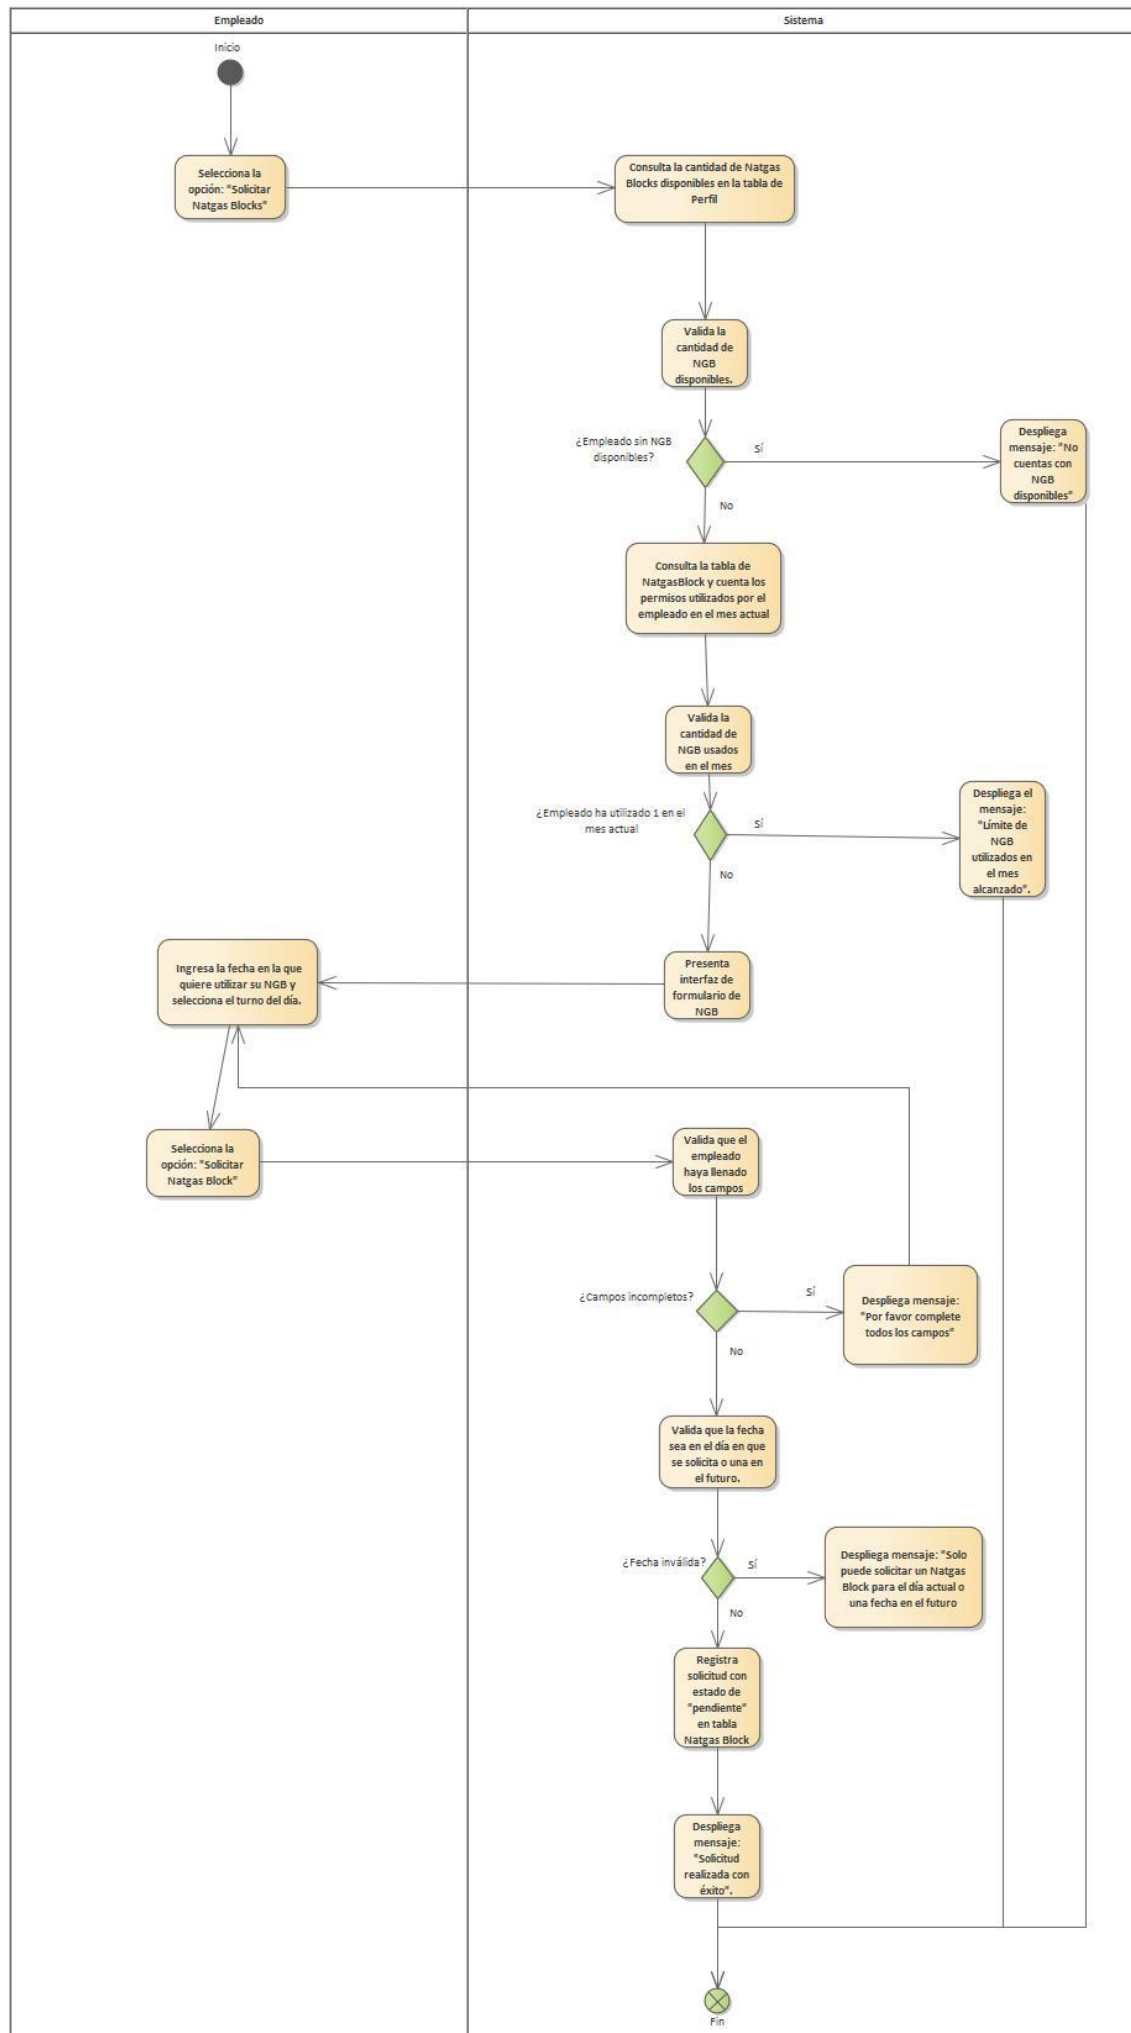 Empleado
Sistema
Inicio
Selecciona la
opción: "Solicitar
Natgas Blocks"
Consulta la cantidad de Natgas
Blocks disponibles en la tabla de
Perfil
Valida la
cantidad de
NGB
disponibles.
¿Empleado sin NGB
disponibles?
Sí
Despliega
mensaje: "No
cuentas con
NGB
disponibles"
No
Consulta la tabla de
NatgasBlock y cuenta los
permisos utilizados por el
empleado en el mes actual
Valida la
cantidad de
NGB usados
en el mes
¿Empleado ha utilizado 1 en el
mes actual
Sí
Despliega el
mensaje:
"Límite de
NGB
utilizados en
el mes
alcanzado".
No
Presenta
interfaz de
formulario de
NGB
Ingresa la fecha en la que
quiere utilizar su NGB y
selecciona el turno del día.
Selecciona la
opción: "Solicitar
Natgas Block"
Valida que el
empleado
haya llenado
los campos
¿Campos incompletos?
Sí
Despliega mensaje:
"Por favor complete
todos los campos"
No
Valida que la fecha
sea en el día en que
se solicita o una en
el futuro.
¿Fecha inválida?
Sí
Despliega mensaje: "Solo
puede solicitar un Natgas
Block para el día actual o
una fecha en el futuro
No
Registra
solicitud con
estado de
"pendiente"
en tabla
Natgas Block
Despliega
mensaje:
"Solicitud
realizada con
éxito".
Fin